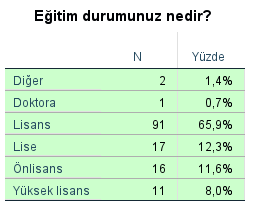 Eğitim durumunuz nedir?
N Yüzde
Diğer 2 1,4%
Doktora 1 0,7%
Lisans 91 65,9%
Lise 17 12,3%
Önlisans 16 11,6%
Yüksek lisans 11 8,0%